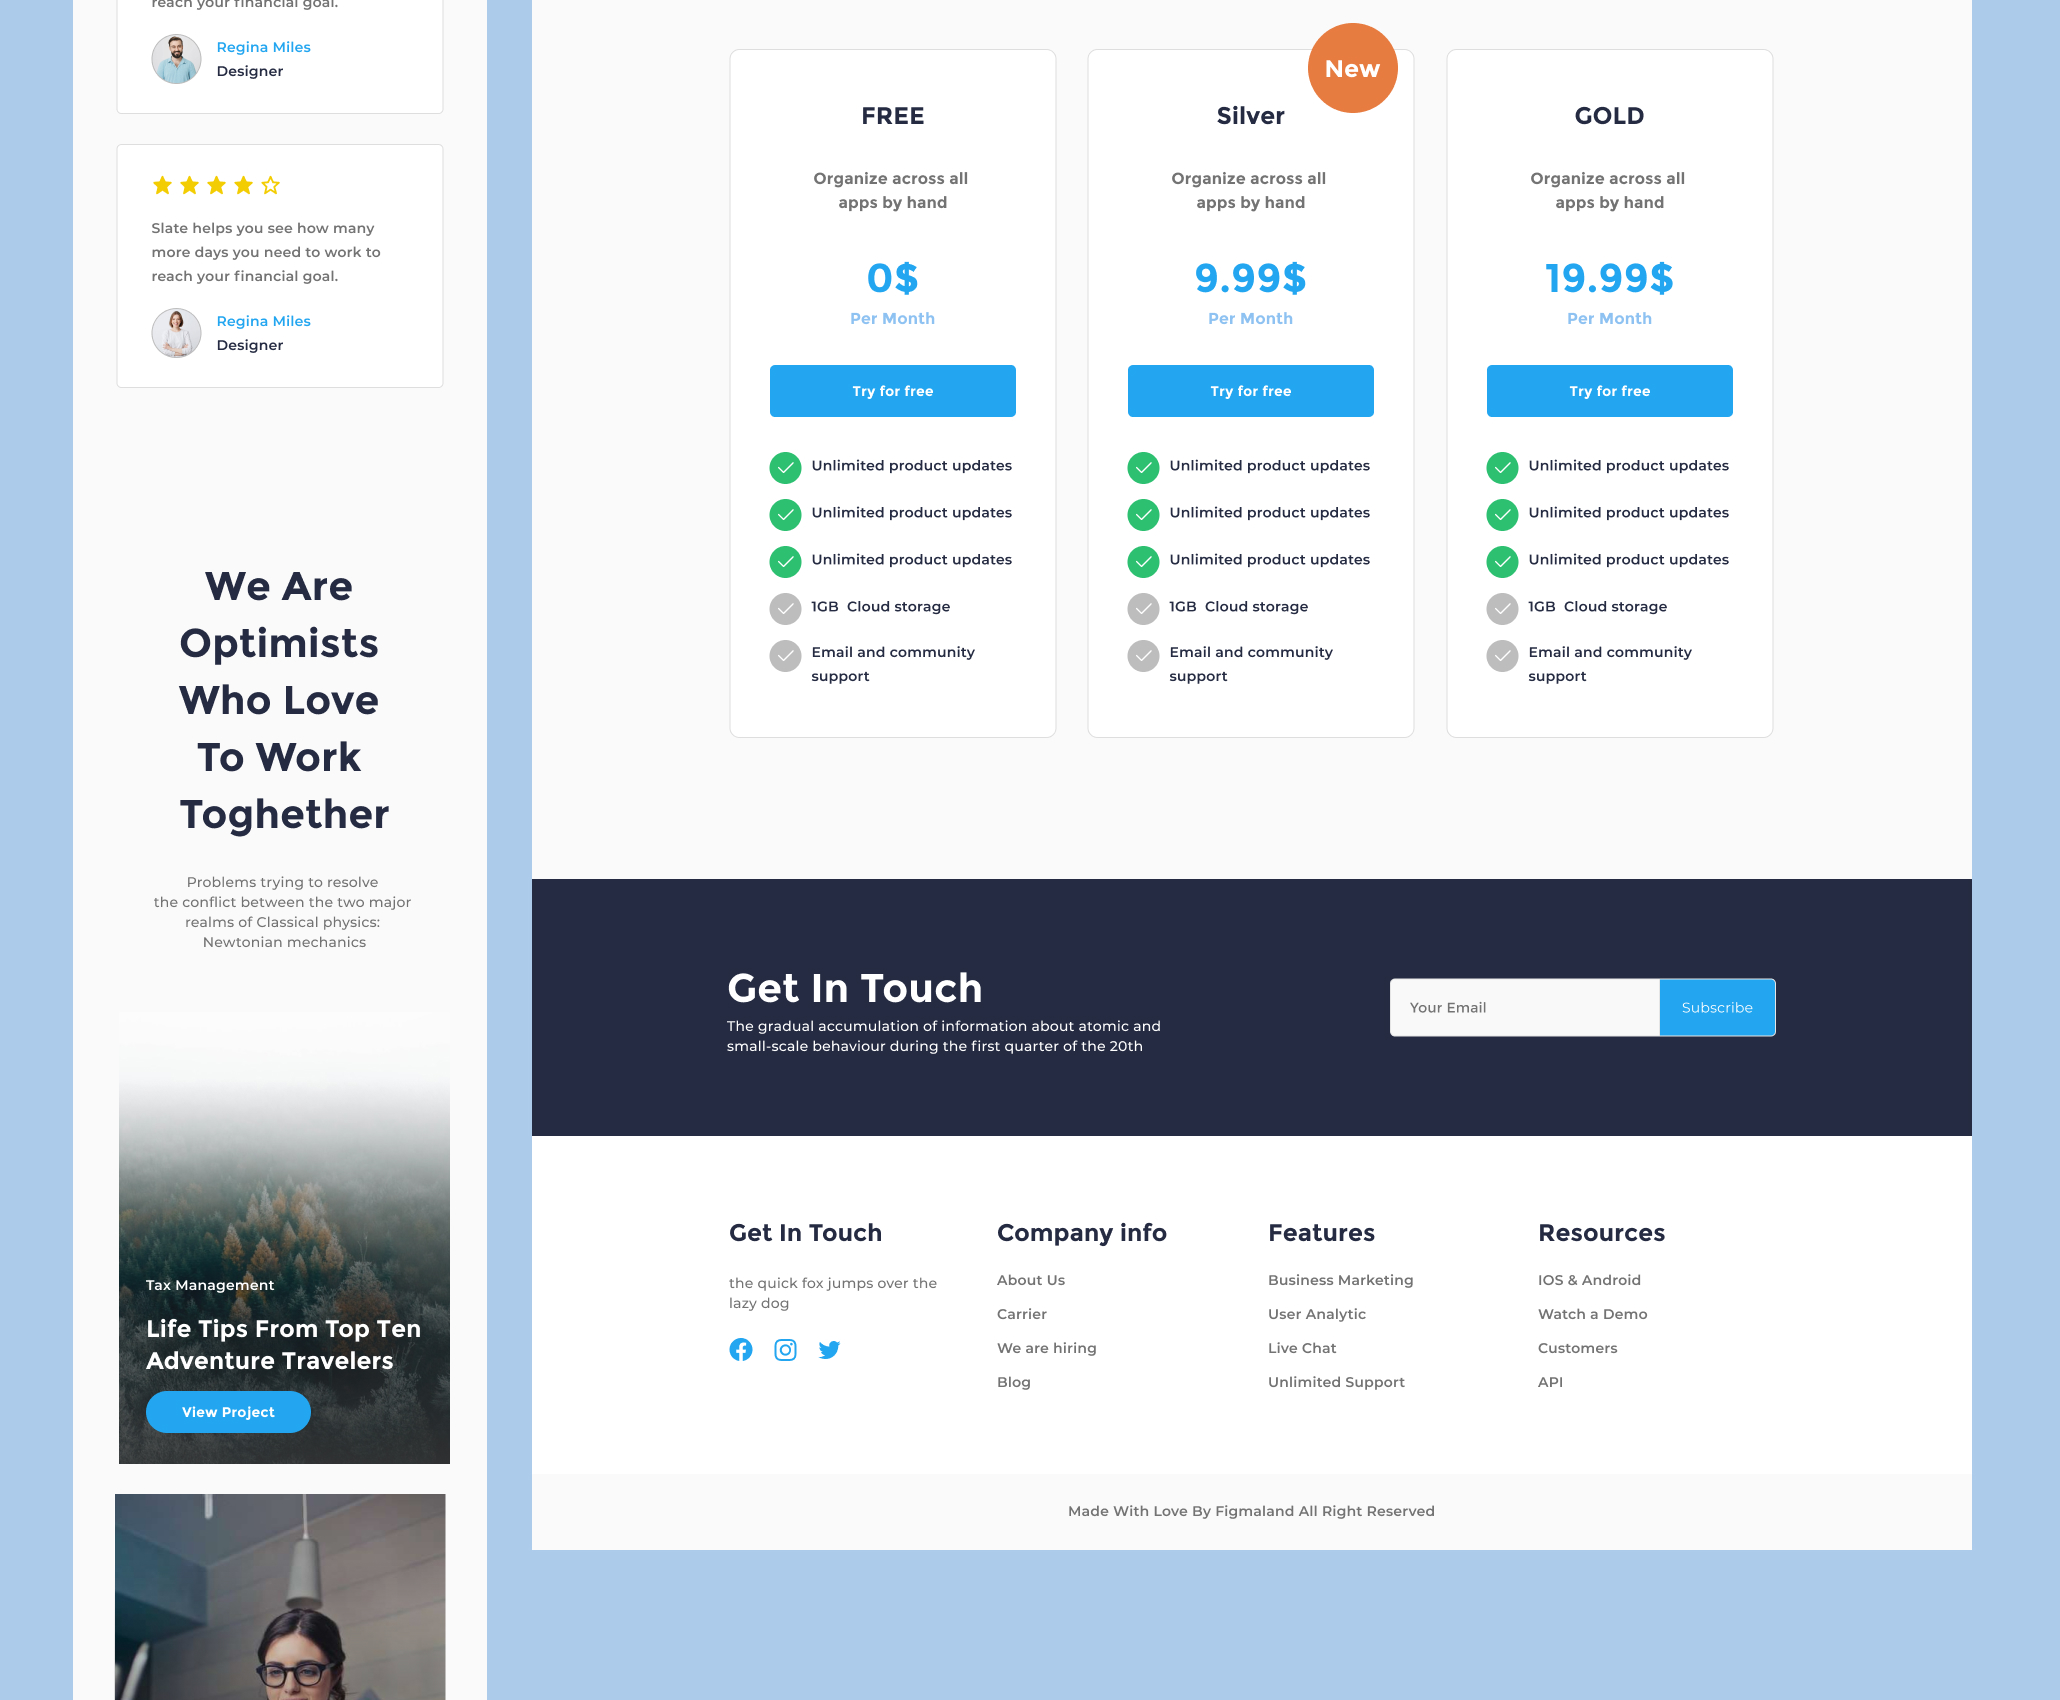 reach your financial goal.
Regina Miles
Designer
Slate helps you see how many
more days you need to work to
reach your financial goal.
Regina Miles
Designer
We Are
Optimists
Who Love
To Work
Toghether
Problems trying to resolve
the conflict between the two major
realms of Classical physics:
Newtonian mechanics
Tax Management
Life Tips From Top Ten
Adventure Travelers
View Project
FREE
Organize across all
apps by hand
0$
Per Month
Try for free
Unlimited product updates
Unlimited product updates
Unlimited product updates
1GB  Cloud storage
Email and community
support
New
Silver
Organize across all
apps by hand
9.99$
Per Month
Try for free
Unlimited product updates
Unlimited product updates
Unlimited product updates
1GB  Cloud storage
Email and community
support
GOLD
Organize across all
apps by hand
19.99$
Per Month
Try for free
Unlimited product updates
Unlimited product updates
Unlimited product updates
1GB  Cloud storage
Email and community
support
Get In Touch
The gradual accumulation of information about atomic and
small-scale behaviour during the first quarter of the 20th
Your Email
Subscribe
Get In Touch
the quick fox jumps over the
lazy dog
Company info
About Us
Carrier
We are hiring
Blog
Features
Business Marketing
User Analytic
Live Chat
Unlimited Support
Resources
IOS & Android
Watch a Demo
Customers
API
Made With Love By Figmaland All Right Reserved